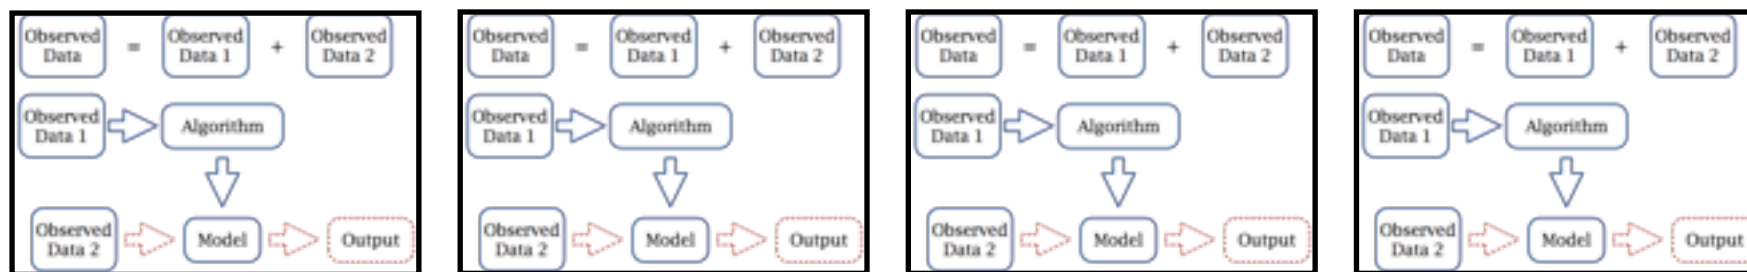 Observed Data = Observed Data 1 + Observed Data 2
Observed Data 1 Algorithm
Observed Data 2 Model Output
Observed Data = Observed Data 1 + Observed Data 2
Observed Data 1 Algorithm
Observed Data 2 Model Output
Observed Data = Observed Data 1 + Observed Data 2
Observed Data 1 Algorithm
Observed Data 2 Model Output
Observed Data = Observed Data 1 + Observed Data 2
Observed Data 1 Algorithm
Observed Data 2 Model Output